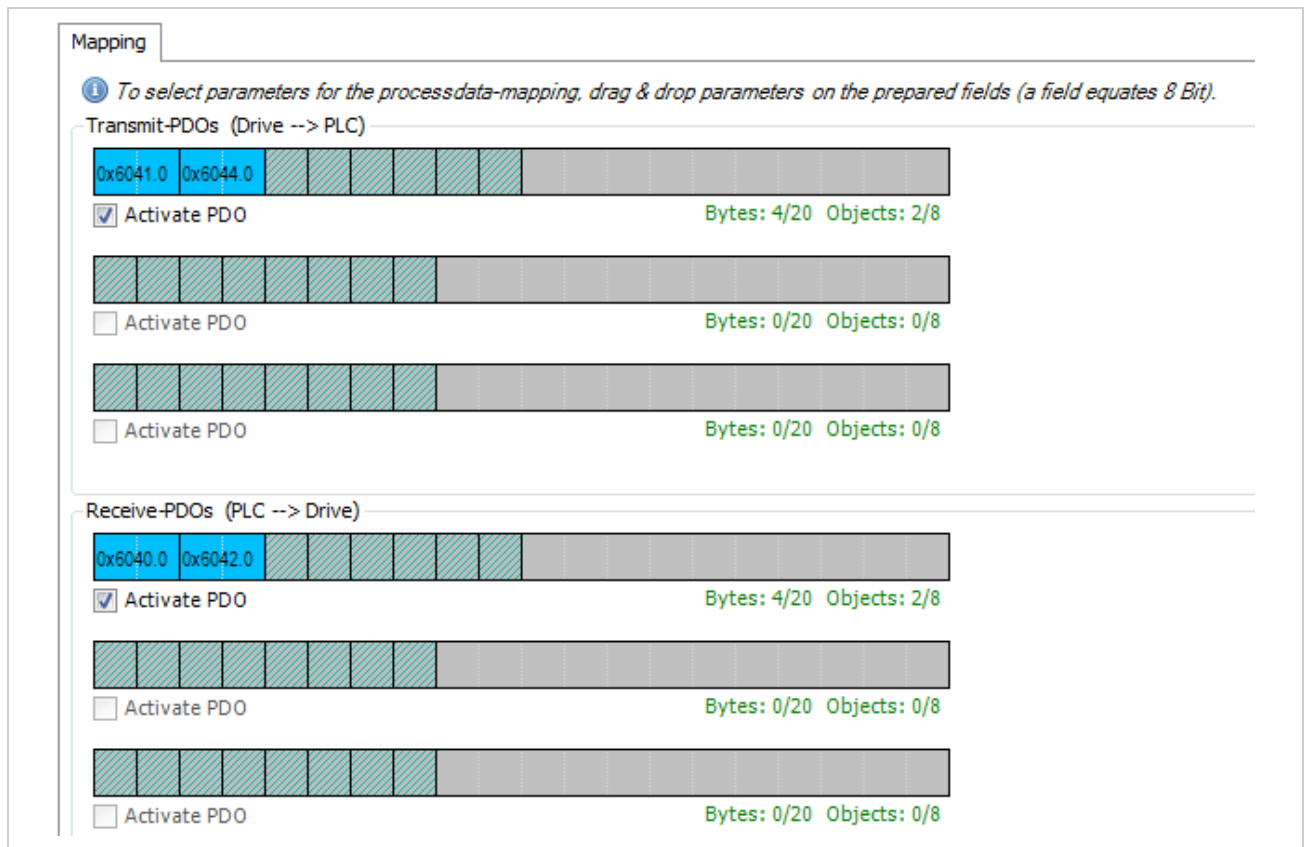 Mapping
To select parameters for the processdata-mapping, drag & drop parameters on the prepared fields (a field equates 8 Bit).
Transmit-PDOs (Drive --> PLC)
0x6041.0 0x6044.0
Activate PDO Bytes: 4/20 Objects: 2/8
Activate PDO Bytes: 0/20 Objects: 0/8
Activate PDO Bytes: 0/20 Objects: 0/8
Receive-PDOs (PLC --> Drive)
0x6040.0 0x6042.0
Activate PDO Bytes: 4/20 Objects: 2/8
Activate PDO Bytes: 0/20 Objects: 0/8
Activate PDO Bytes: 0/20 Objects: 0/8